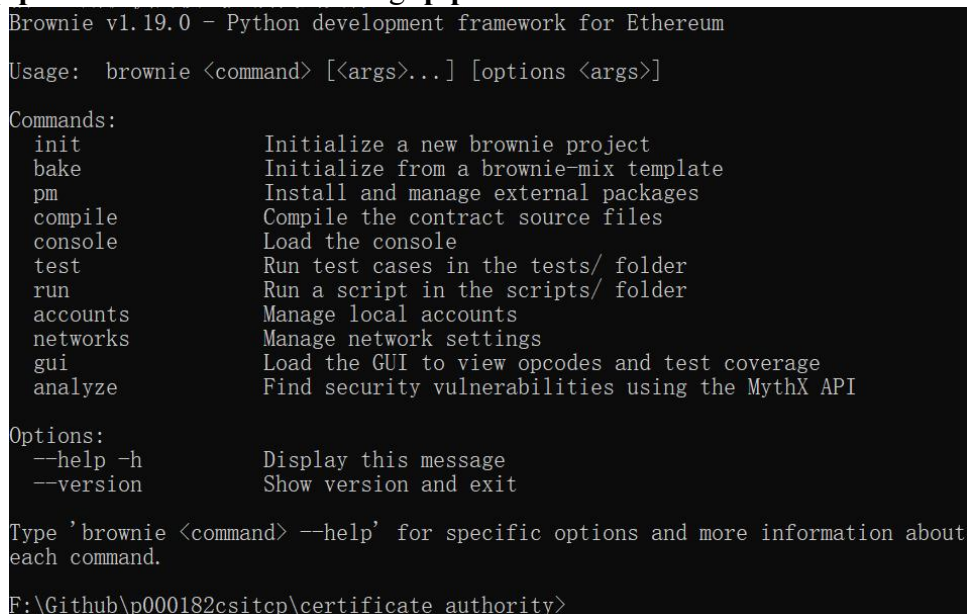 Brownie v1.19.0 - Python development framework for Ethereum
Usage:  brownie <command> [<args>...] [options <args>]
Commands:
init                Initialize a new brownie project
bake                Initialize from a brownie-mix template
pm                  Install and manage external packages
compile             Compile the contract source files
console             Load the console
test                Run test cases in the tests/ folder
run                 Run a script in the scripts/ folder
accounts            Manage local accounts
networks            Manage network settings
gui                 Load the GUI to view opcodes and test coverage
analyze             Find security vulnerabilities using the MythX API
Options:
--help -h           Display this message
--version           Show version and exit
Type 'brownie <command> --help' for specific options and more information about
each command.
F:\Github\p000182csitcp\certificate authority>